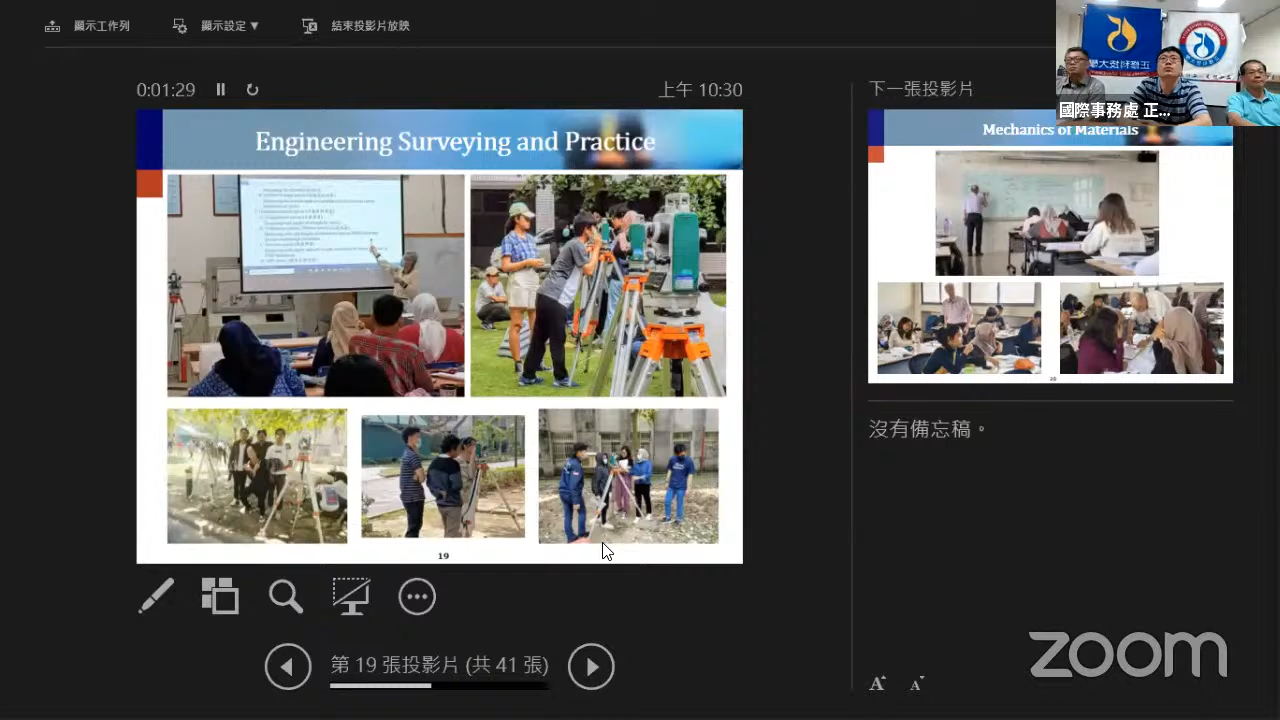 顯示工作列
顯示設定 ▼
結束投影片放映
0:01:29
上午 10:30
Engineering Surveying and Practice
19
第 19 張投影片 (共 41 張)
下一張投影片
Mechanics of Materials
20
沒有備忘稿。
國際事務處 正...
zoom